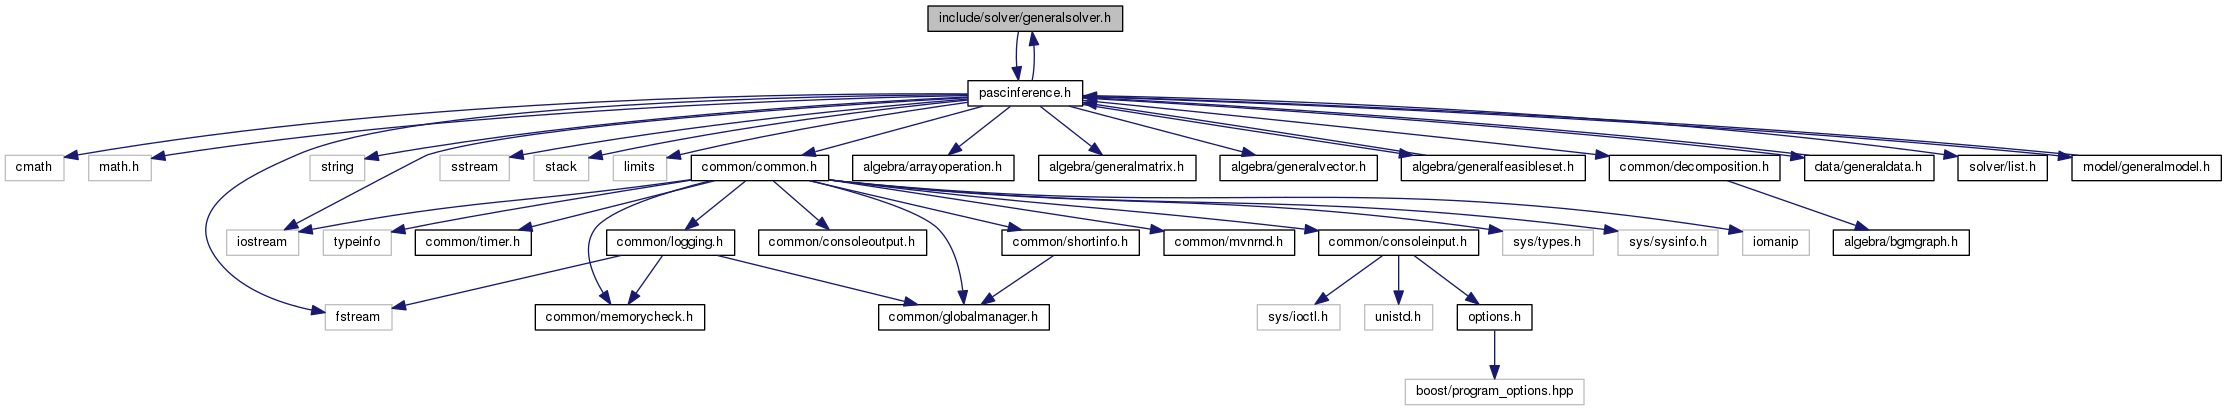 include/solver/generalsolver.h
pascinference.h
cmath
math.h
string
sstream
stack
limits
common/common.h
algebra/arrayoperation.h
algebra/generalmatrix.h
algebra/generalvector.h
algebra/generalfeasibleset.h
common/decomposition.h
data/generaldata.h
solver/list.h
model/generalmodel.h
iostream
typeinfo
common/timer.h
common/logging.h
common/consoleoutput.h
common/shortinfo.h
common/mvnrnd.h
common/consoleinput.h
sys/types.h
sys/sysinfo.h
iomanip
algebra/bgmgraph.h
fstream
common/memorycheck.h
common/globalmanager.h
sys/ioctl.h
unistd.h
options.h
boost/program_options.hpp